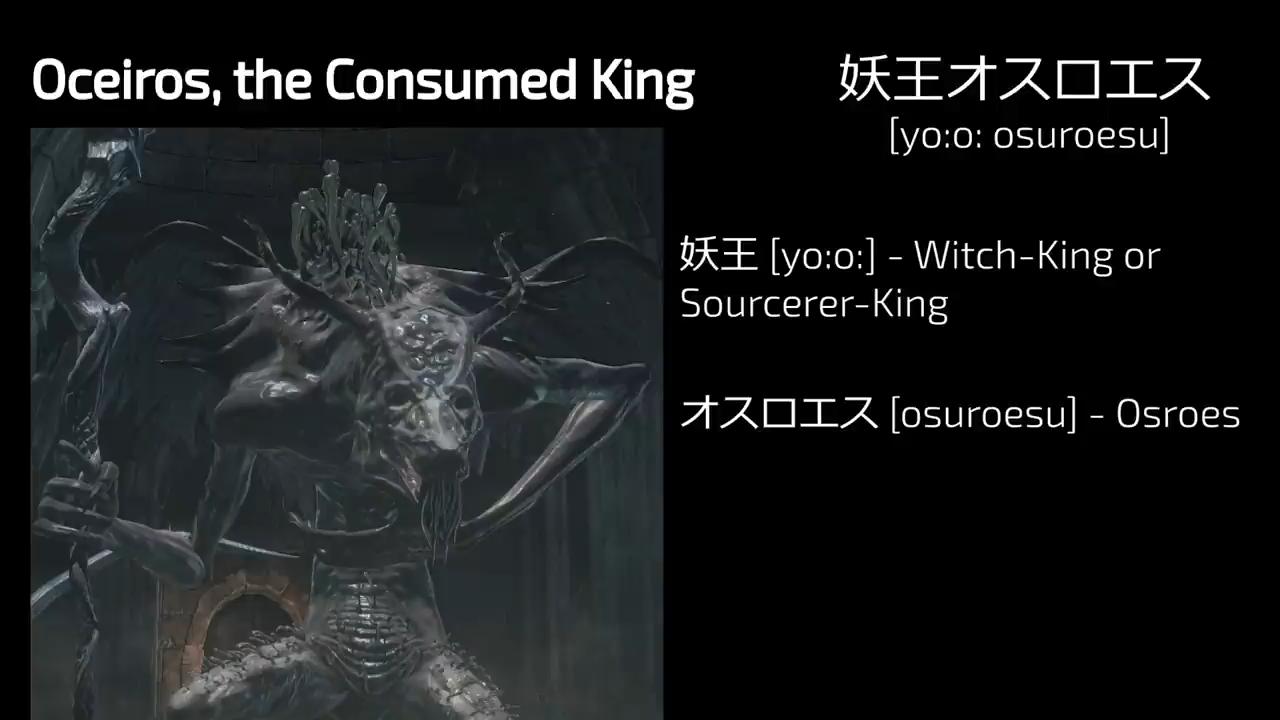 Oceiros, the Consumed King
妖王オスロエス
[yo:o: osuroesu]
妖王 [yo:o:] - Witch-King or
Sourcerer-King
オスロエス [osuroesu] - Osroes